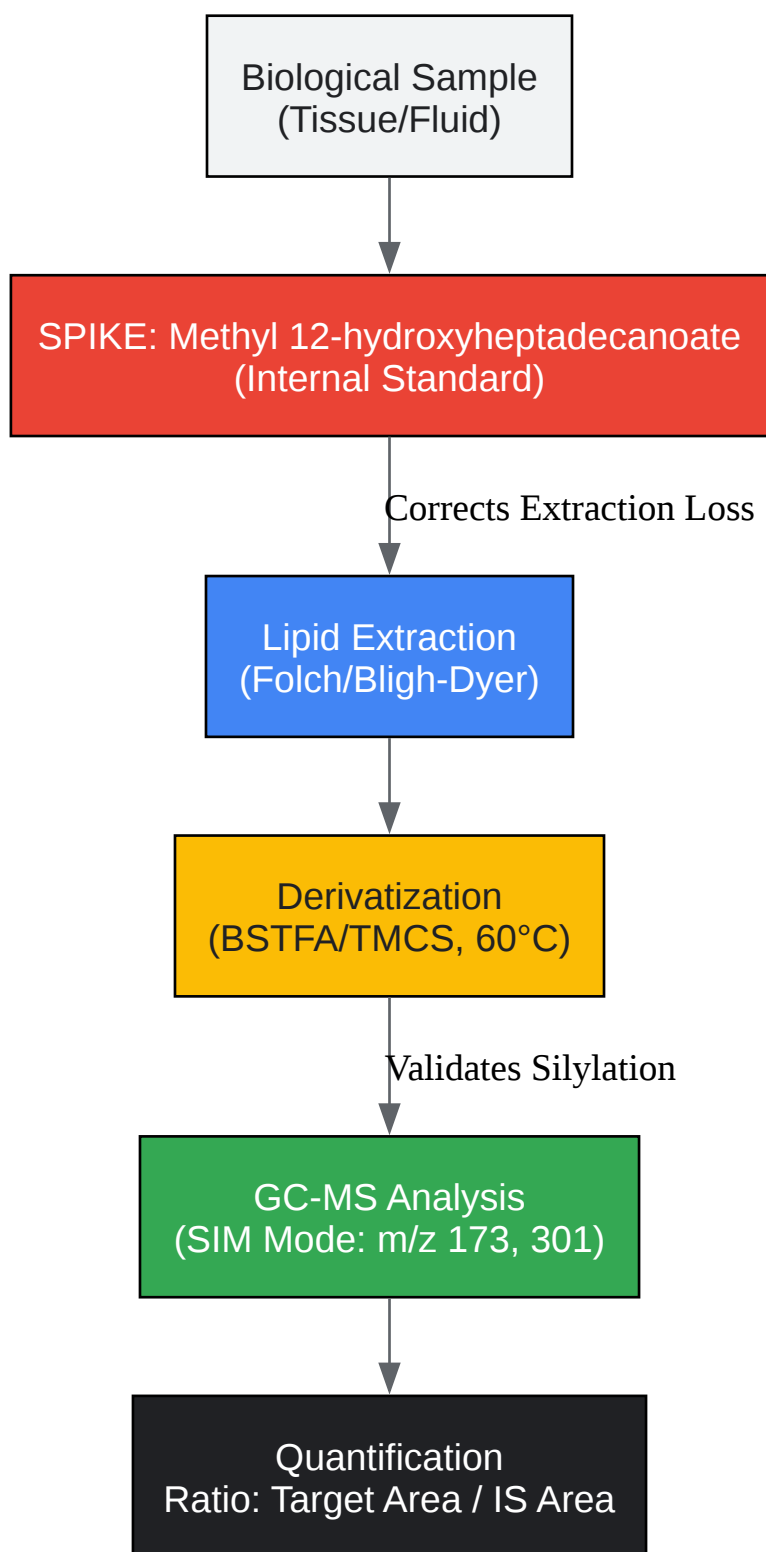 Biological Sample
(Tissue/Fluid)
SPIKE: Methyl 12-hydroxyheptadecanoate
(Internal Standard)
Corrects Extraction Loss
Lipid Extraction
(Folch/Bligh-Dyer)
Derivatization
(BSTFA/TMCS, 60°C)
Validates Silylation
GC-MS Analysis
(SIM Mode: m/z 173, 301)
Quantification
Ratio: Target Area / IS Area